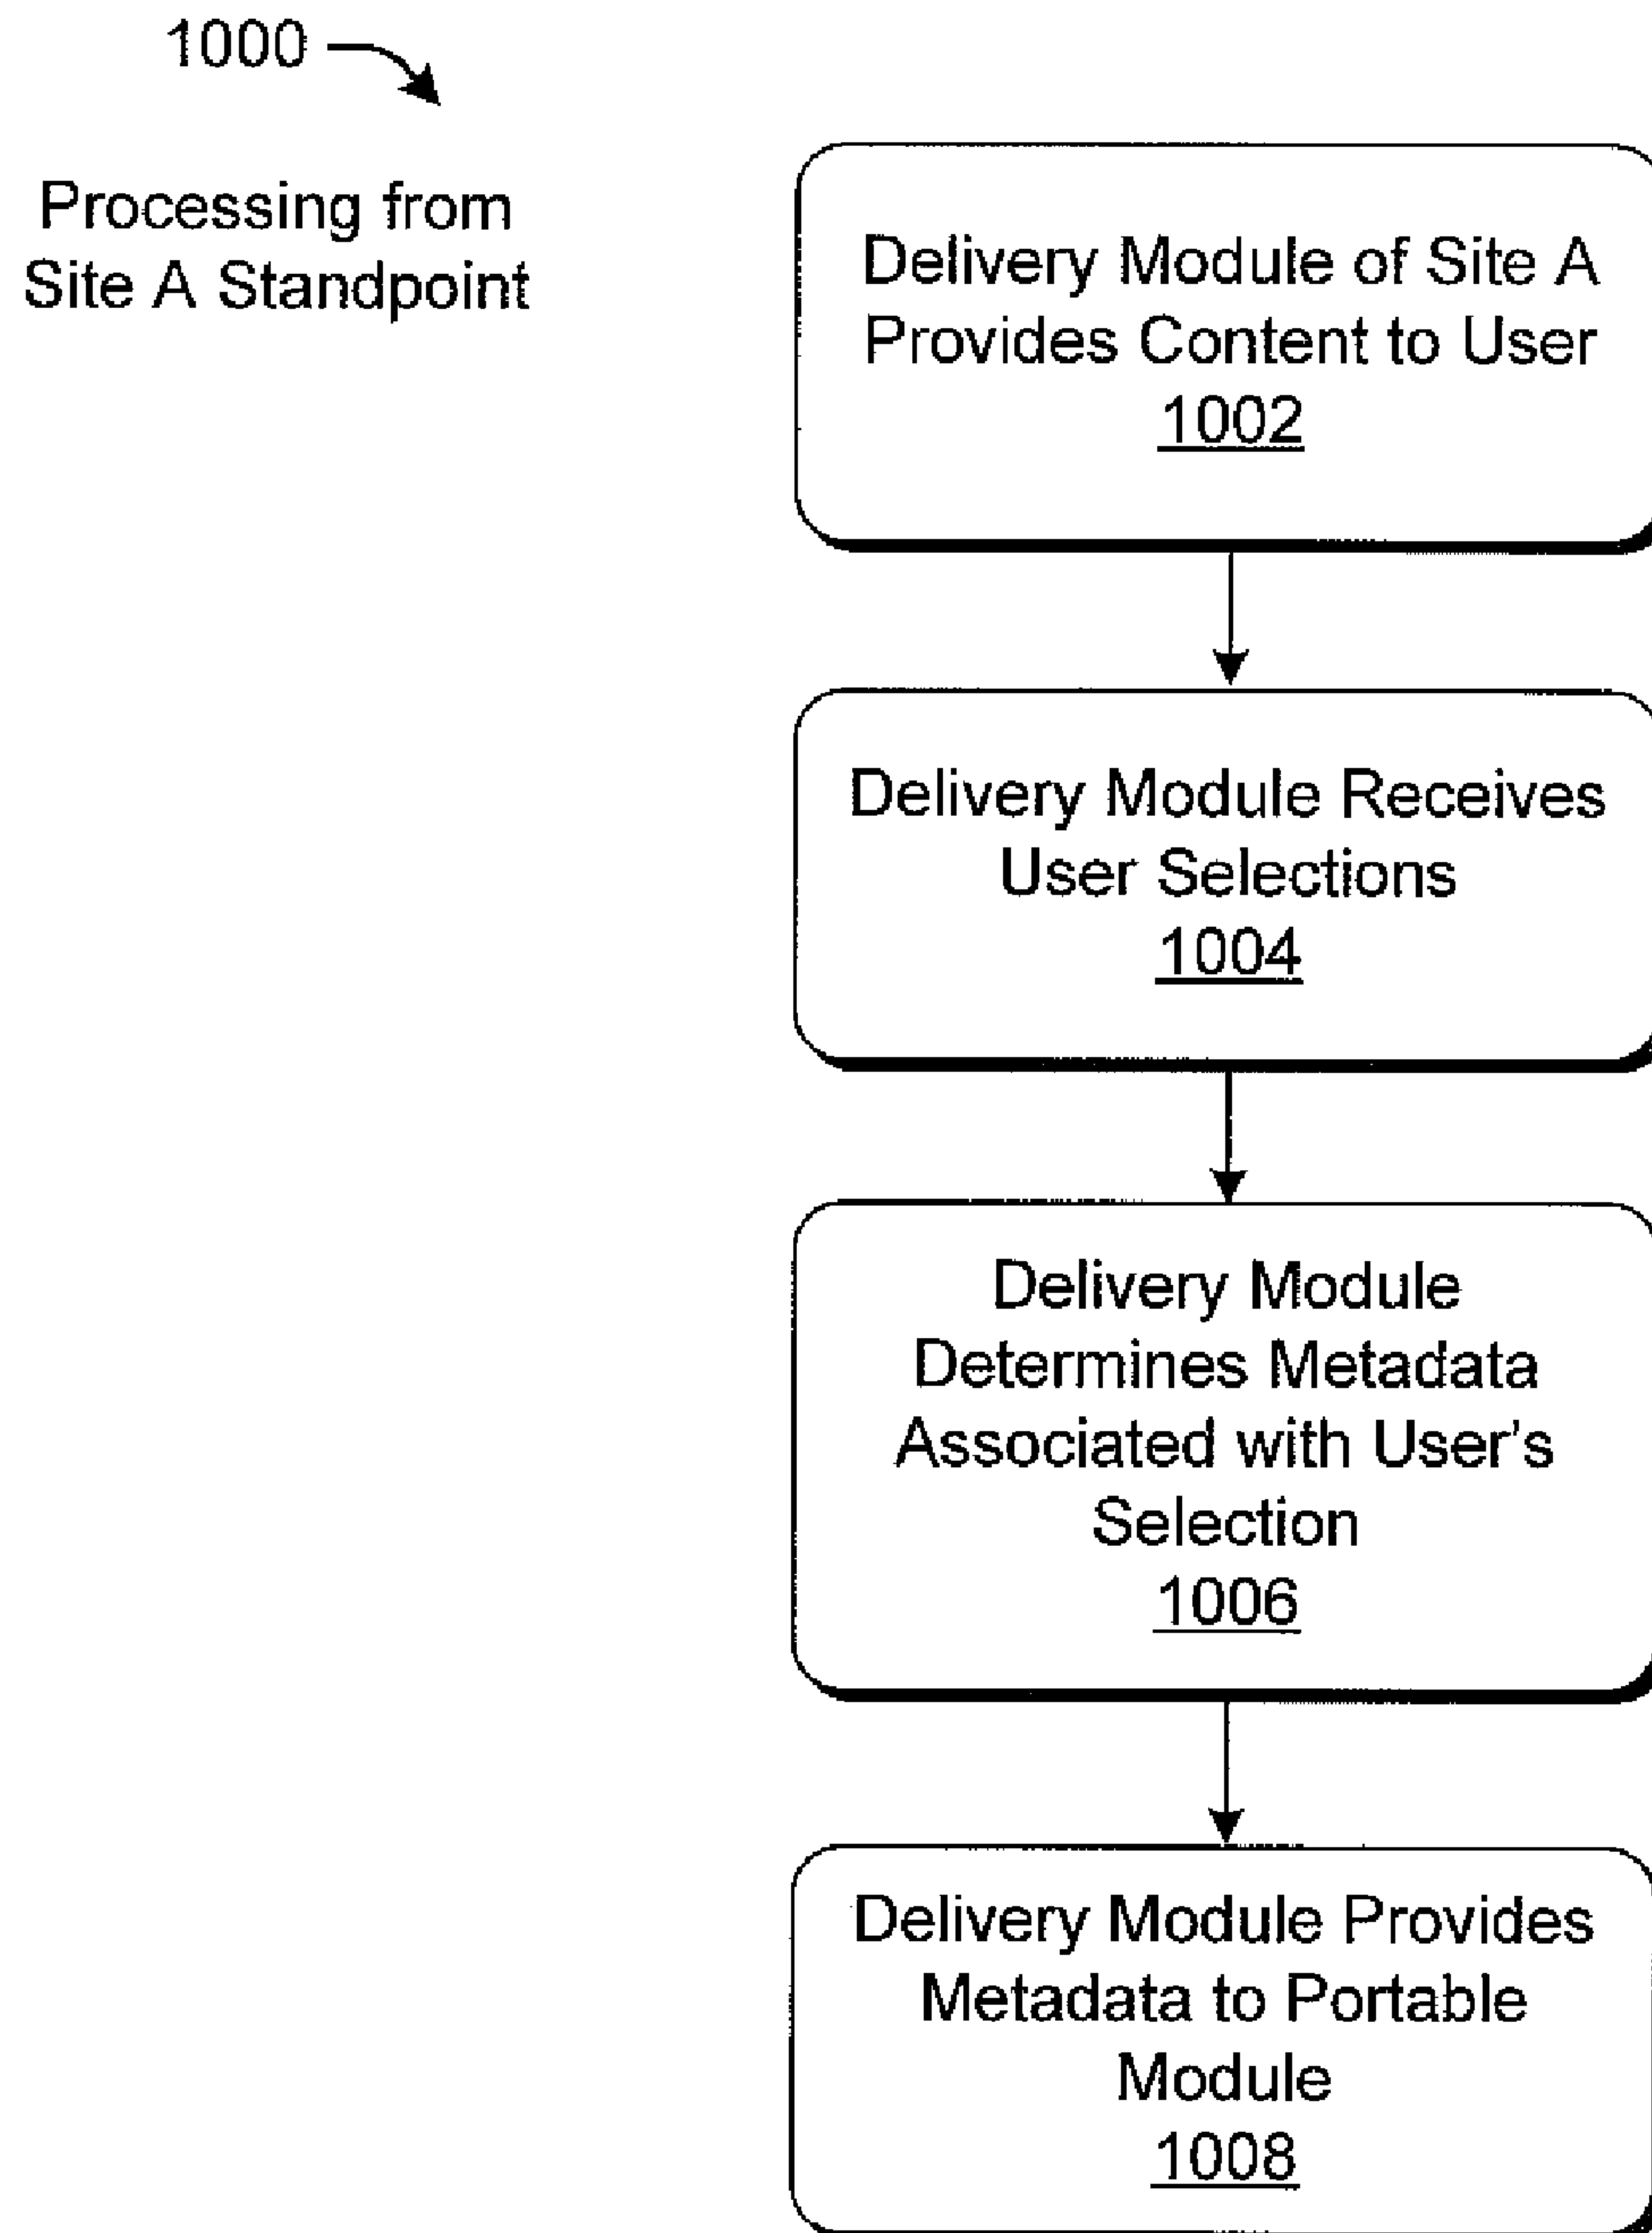 1000
Processing from
Site A Standpoint
Delivery Module of Site A
Provides Content to User
1002
Delivery Module Receives
User Selections
1004
Delivery Module
Determines Metadata
Associated with User's
Selection
1006
Delivery Module Provides
Metadata to Portable
Module
1008